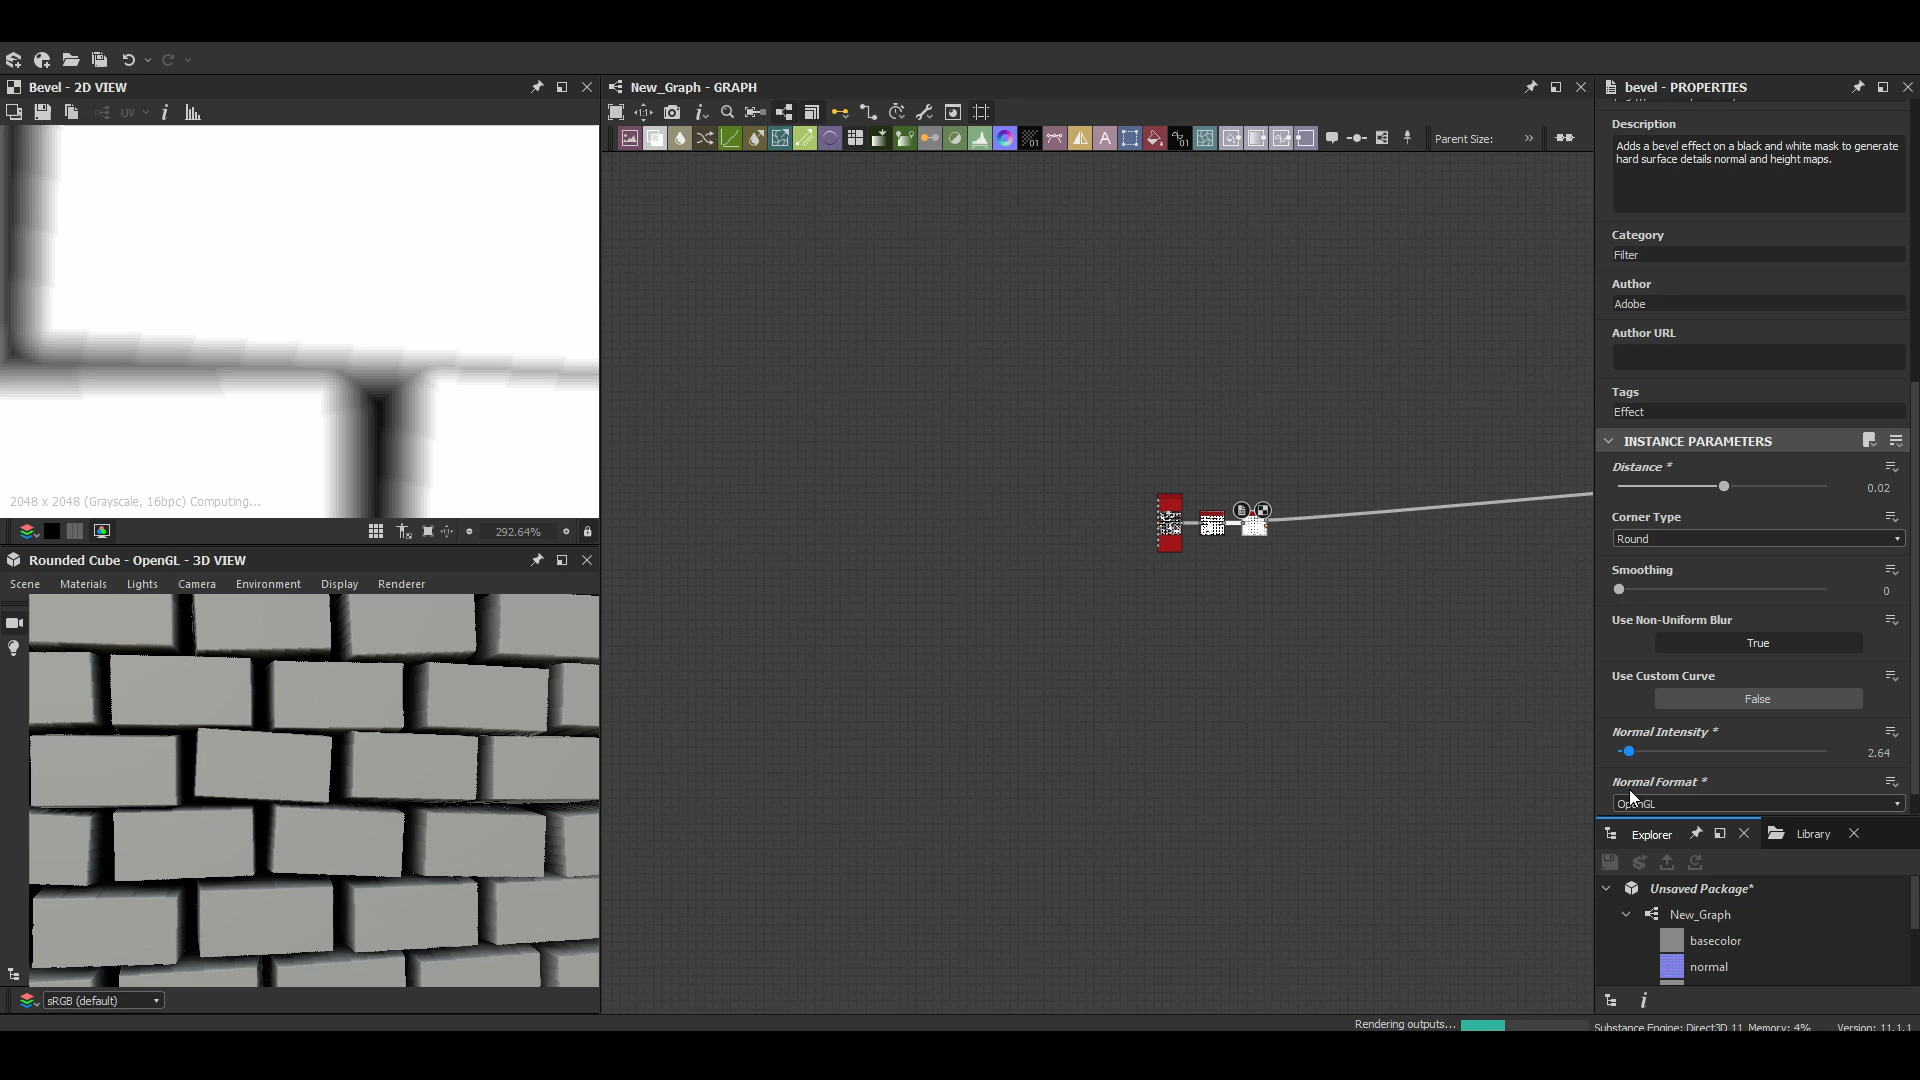 Bevel - 2D VIEW
UV
2048 x 2048 (Grayscale, 16bpc) Computing...
292.64%
Rounded Cube - OpenGL - 3D VIEW
Scene Materials Lights Camera Environment Display Renderer
sRGB (default)
New_Graph - GRAPH
Parent Size:
Rendering outputs...
bevel - PROPERTIES
Description
Adds a bevel effect on a black and white mask to generate
hard surface details normal and height maps.
Category
Filter
Author
Adobe
Author URL
Tags
Effect
INSTANCE PARAMETERS
Distance *
0.02
Corner Type
Round
Smoothing
0
Use Non-Uniform Blur
True
Use Custom Curve
False
Normal Intensity *
2.64
Normal Format *
OpenGL
Explorer Library
Unsaved Package*
New_Graph
basecolor
normal
Substance Engine: Direct3D 11 Memory: 4% Version: 11.1.1